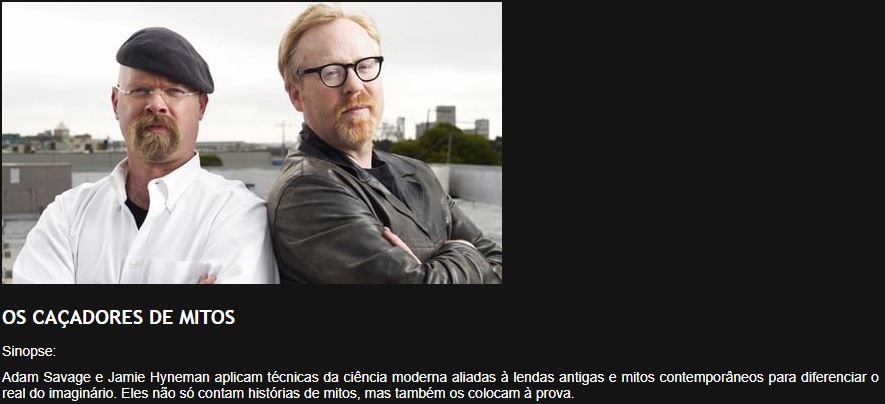 OS CAÇADORES DE MITOS
Sinopse:
Adam Savage e Jamie Hyneman aplicam técnicas da ciência moderna aliadas à lendas antigas e mitos contemporâneos para diferenciar o
real do imaginário. Eles não só contam histórias de mitos, mas também os colocam à prova.